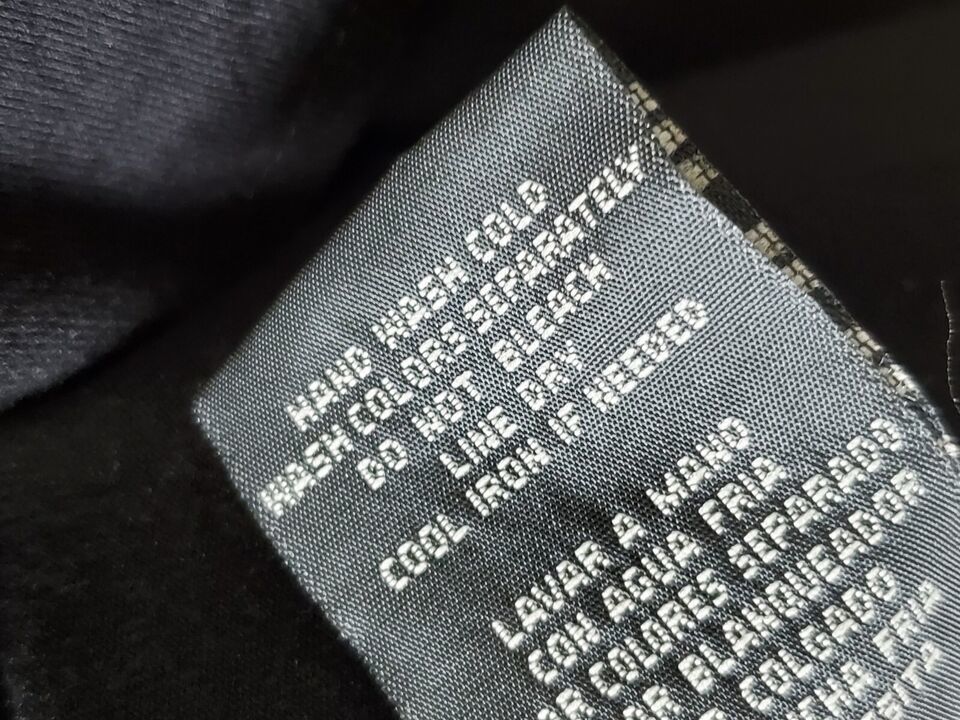 HAND WASH COLD
WASH COLORS SEPARATELY
DO NOT BLEACH
LINE DRY
COOL IRON IF NEEDED
LAVAR A MANO
CON AGUA FRIA
COLORES SEPARADO
BLANQUEADOR
COLGADO
FRIA